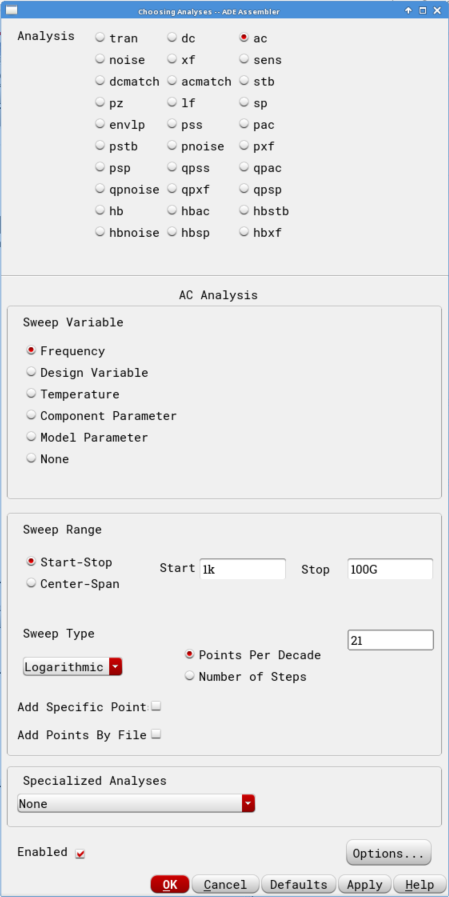 Choosing Analyses -- ADE Assembler
Analysis tran dc ac
noise xf sens
dcmatch acmatch stb
pz lf sp
envlp pss pac
pstb pnoise pxf
psp qpss qpac
qpnoise qpxf qpsp
hb hbac hbstb
hbnoise hbsp hbxf
AC Analysis
Sweep Variable
Frequency
Design Variable
Temperature
Component Parameter
Model Parameter
None
Sweep Range
Start-Stop Start 1k Stop 100G
Center-Span
Sweep Type 21
Logarithmic Points Per Decade
Number of Steps
Add Specific Point
Add Points By File
Specialized Analyses
None
Enabled Options...
OK Cancel Defaults Apply Help